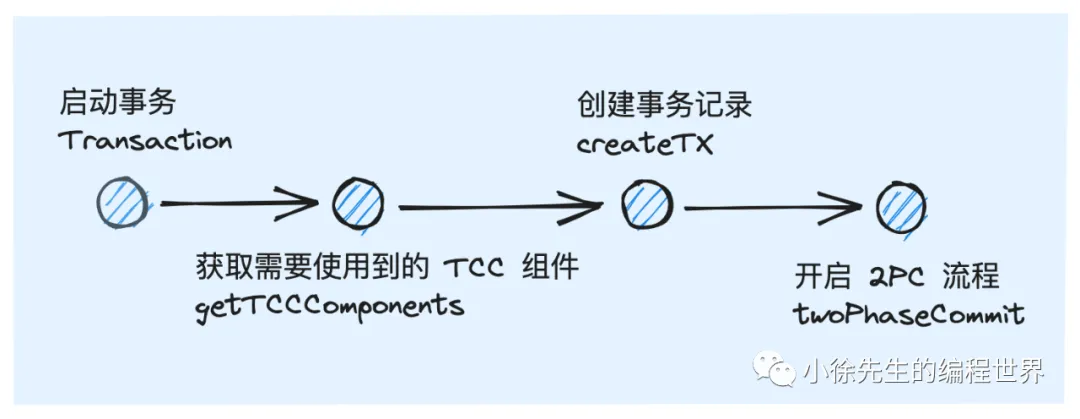 启动事务
Transaction
获取需要使用到的 TCC 组件
getTCCComponents
创建事务记录
createTX
开启 2PC 流程
twoPhaseCommit
小徐先生的编程世界